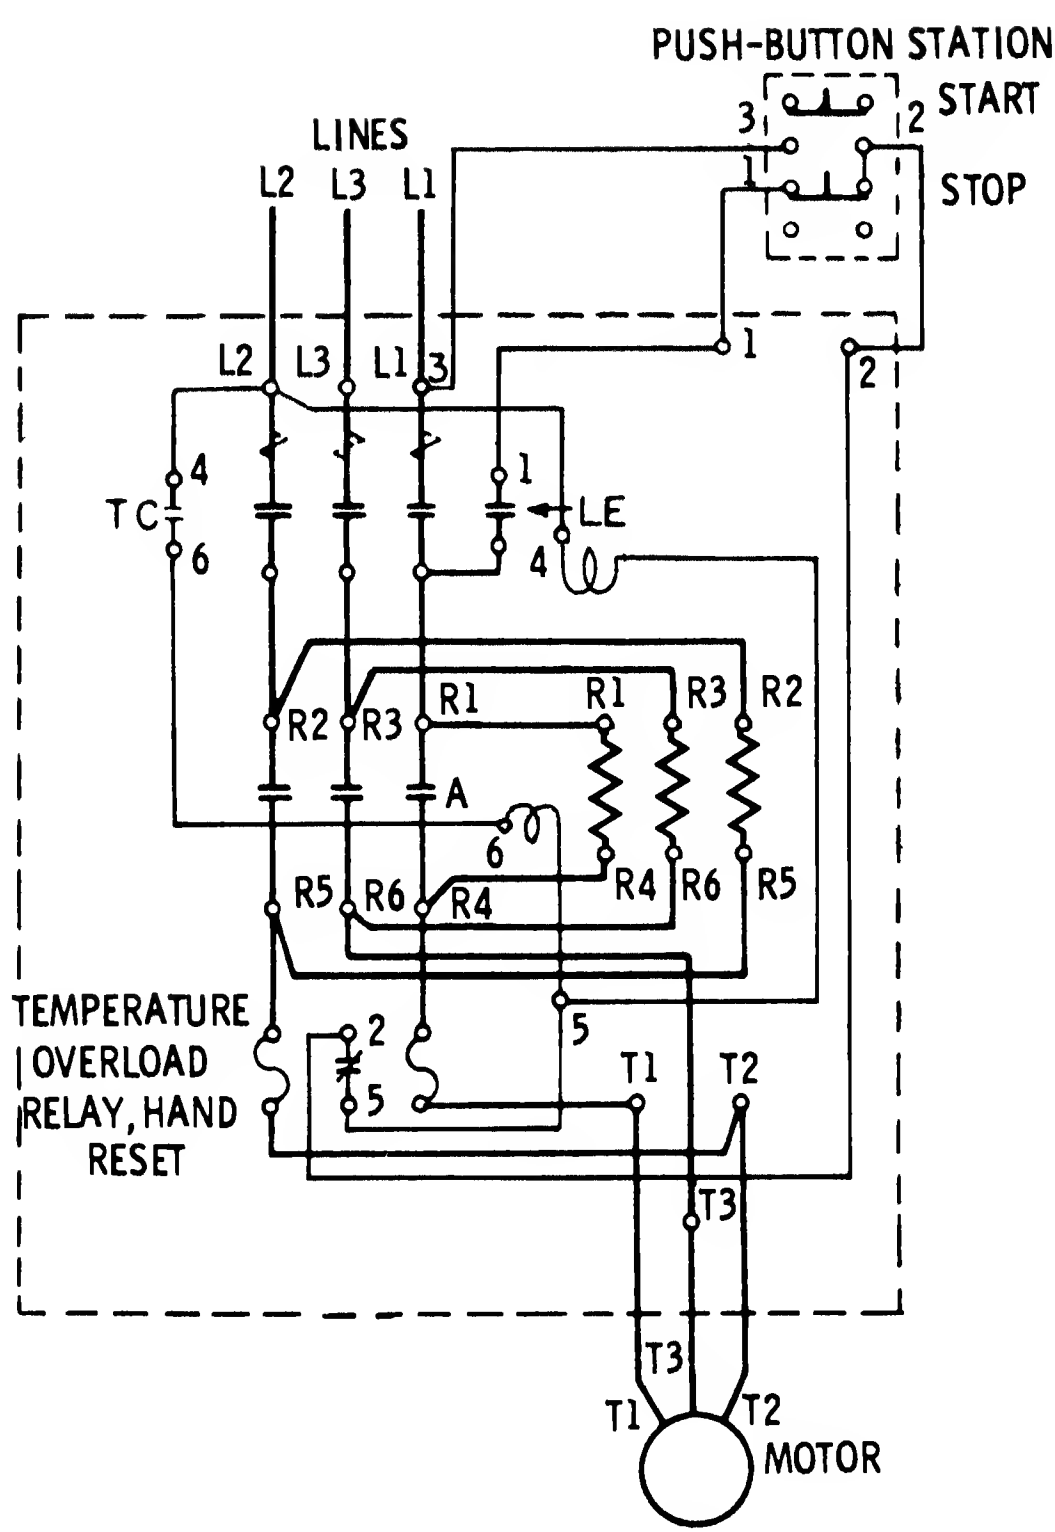 PUSH-BUTTON STATION
START
3
2
LINES
1
STOP
L2
L3
L1
1
2
L2
L3
L1
3
4
1
TC
LE
6
4
R2
R3
R1
R1
R3
R2
A
6
R5
R6
R4
R4
R6
R5
TEMPERATURE
OVERLOAD
RELAY, HAND
RESET
2
5
5
T1
T2
T3
T3
T1
T2
MOTOR